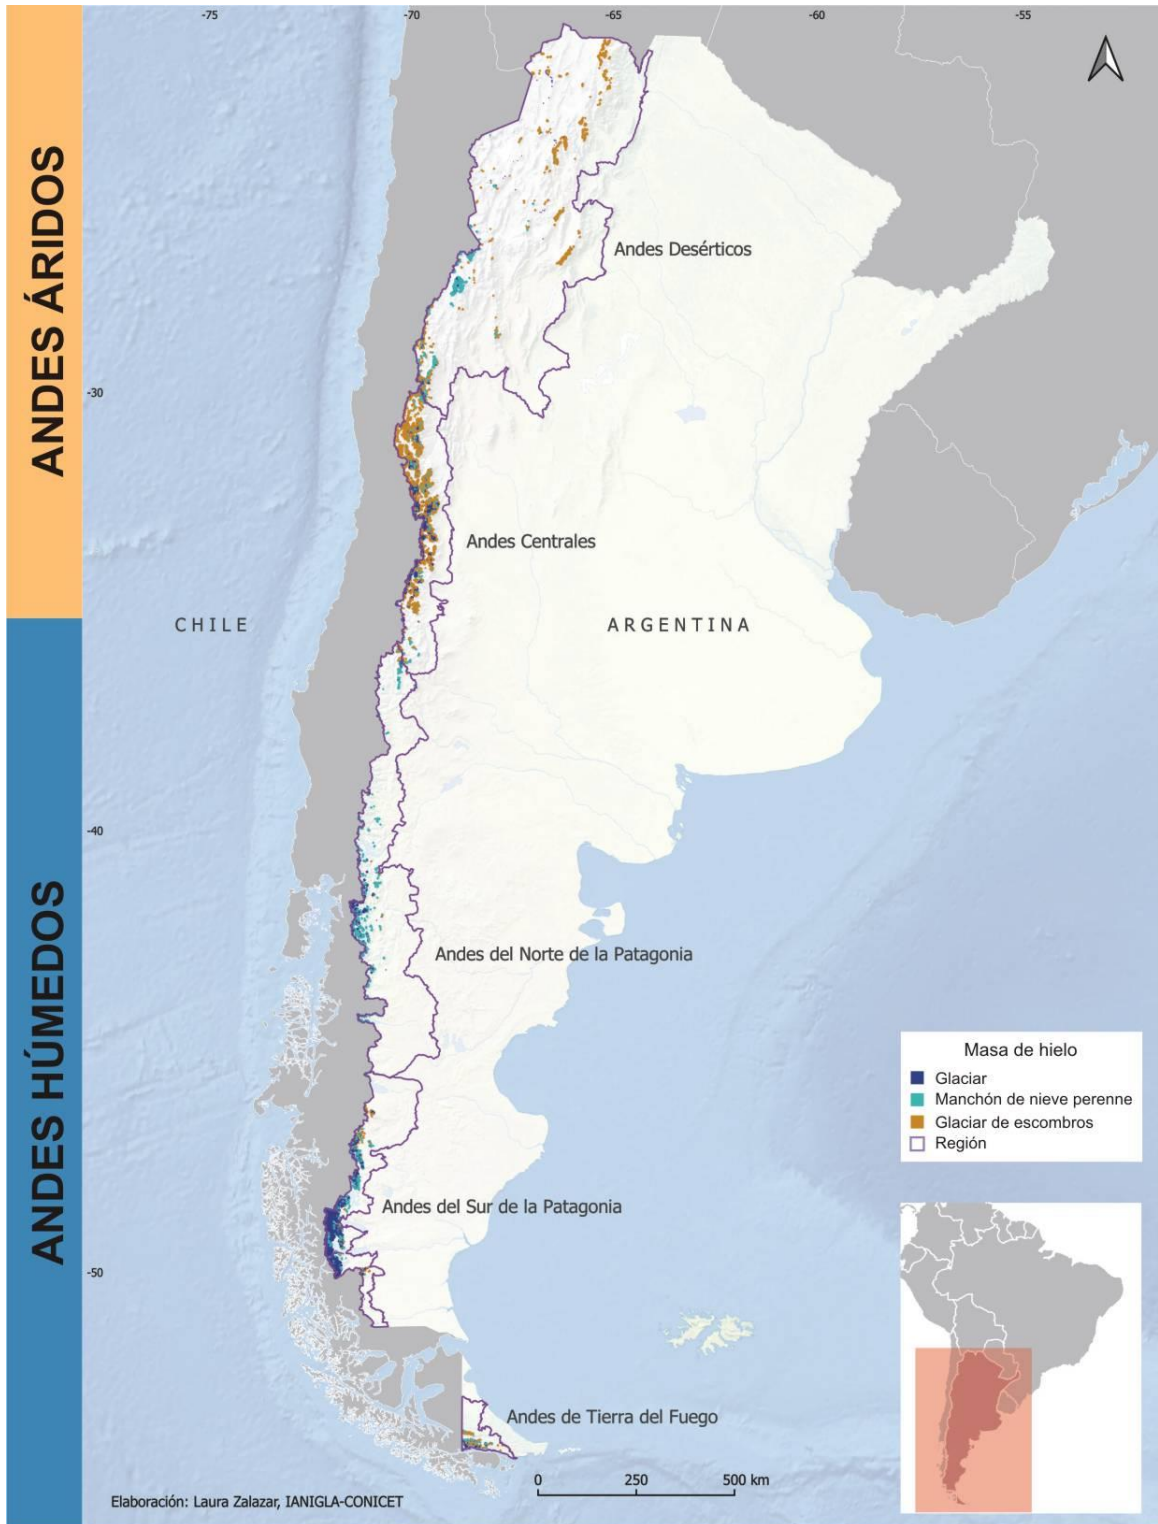 -75
-70
-65
-60
-55
ANDES ÁRIDOS
Andes Desérticos
-30
Andes Centrales
CHILE
ARGENTINA
ANDES HÚMEDOS
-40
Andes del Norte de la Patagonia
Masa de hielo
Glaciar
Manchón de nieve perenne
Glaciar de escombros
Región
Andes del Sur de la Patagonia
-50
Andes de Tierra del Fuego
0
250
500 km
Elaboración: Laura Zalazar, IANIGLA-CONICET